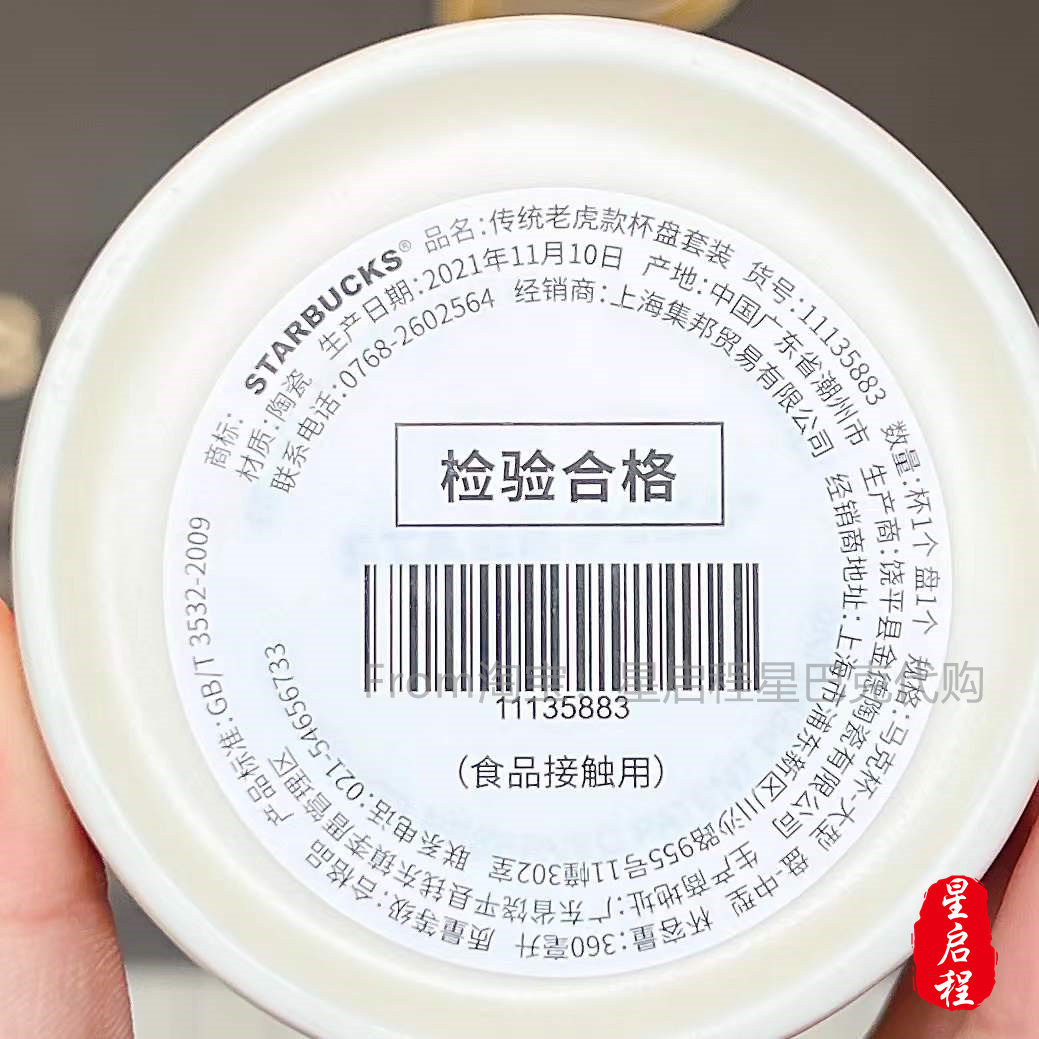 商标: STARBUCKS® 品名:传统老虎款杯盘套装 货号:11135883 数量:杯1个 盘1个 规格:马克杯-大型 盘-中型 杯容量:360毫升 质量等级:合格品 产品标准:GB/T 3532-2009
材质:陶瓷 生产日期:2021年11月10日 产地:中国广东省潮州市 生产商:饶平县金德陶瓷有限公司 生产商地址:广东省饶平县钱东镇李厝管理区
联系电话:0768-2602564 经销商:上海集邦贸易有限公司 经销商地址:上海市浦东新区川沙路955号11幢302室 联系电话:021-54656733
检验合格
11135883
(食品接触用)
From淘宝:星启程星巴克代购
星启程